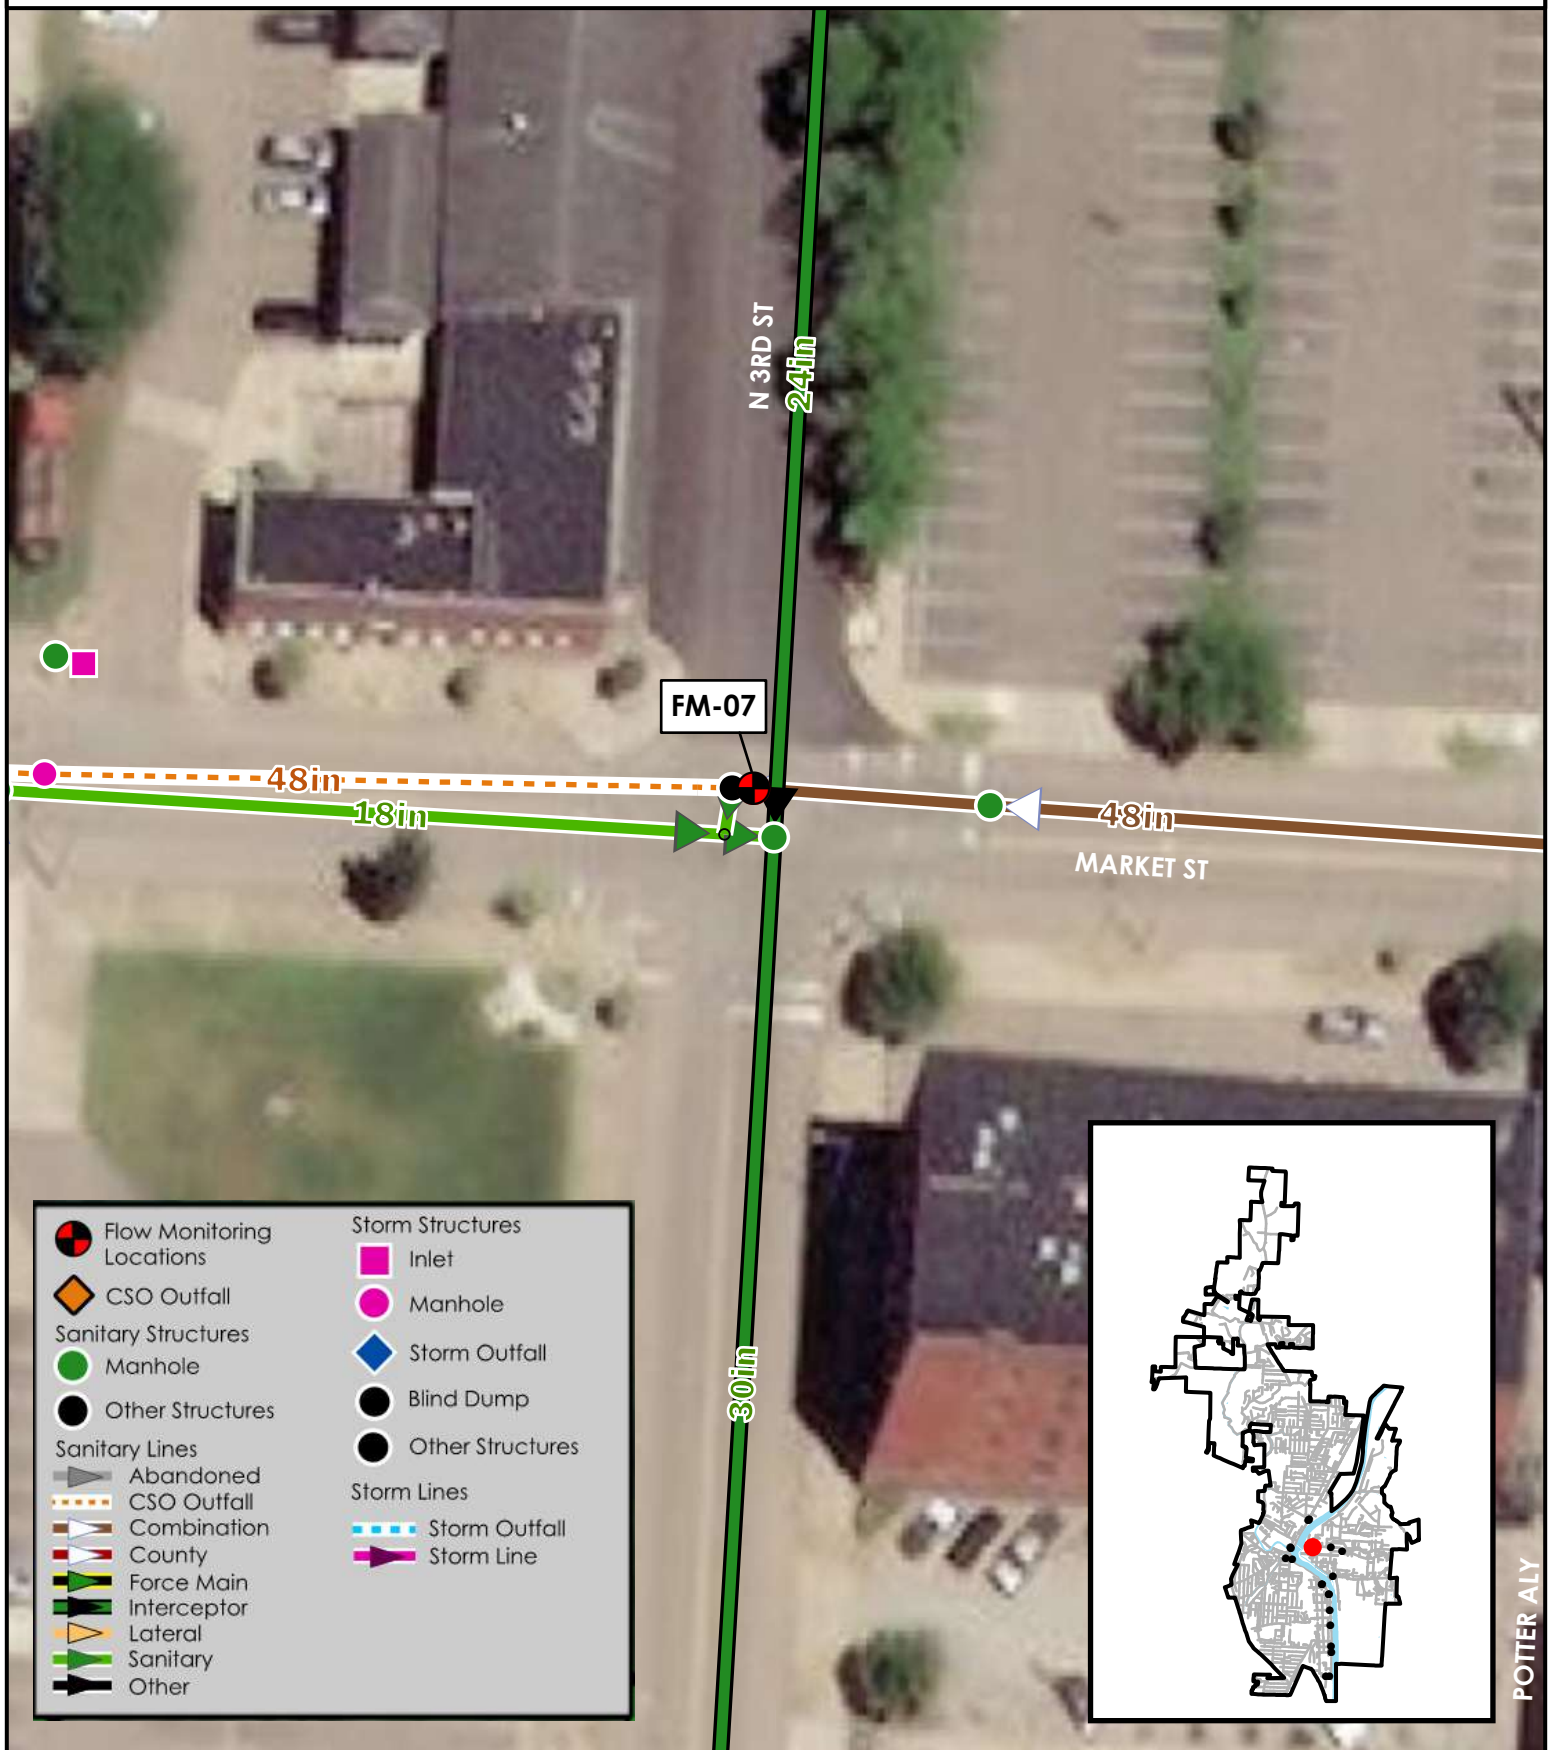 N 3RD ST
24in
FM-07
48in
18in
48in
MARKET ST
30in
POTTER ALY
Flow Monitoring
Locations
CSO Outfall
Sanitary Structures
Manhole
Other Structures
Sanitary Lines
Abandoned
CSO Outfall
Combination
County
Force Main
Interceptor
Lateral
Sanitary
Other
Storm Structures
Inlet
Manhole
Storm Outfall
Blind Dump
Other Structures
Storm Lines
Storm Outfall
Storm Line